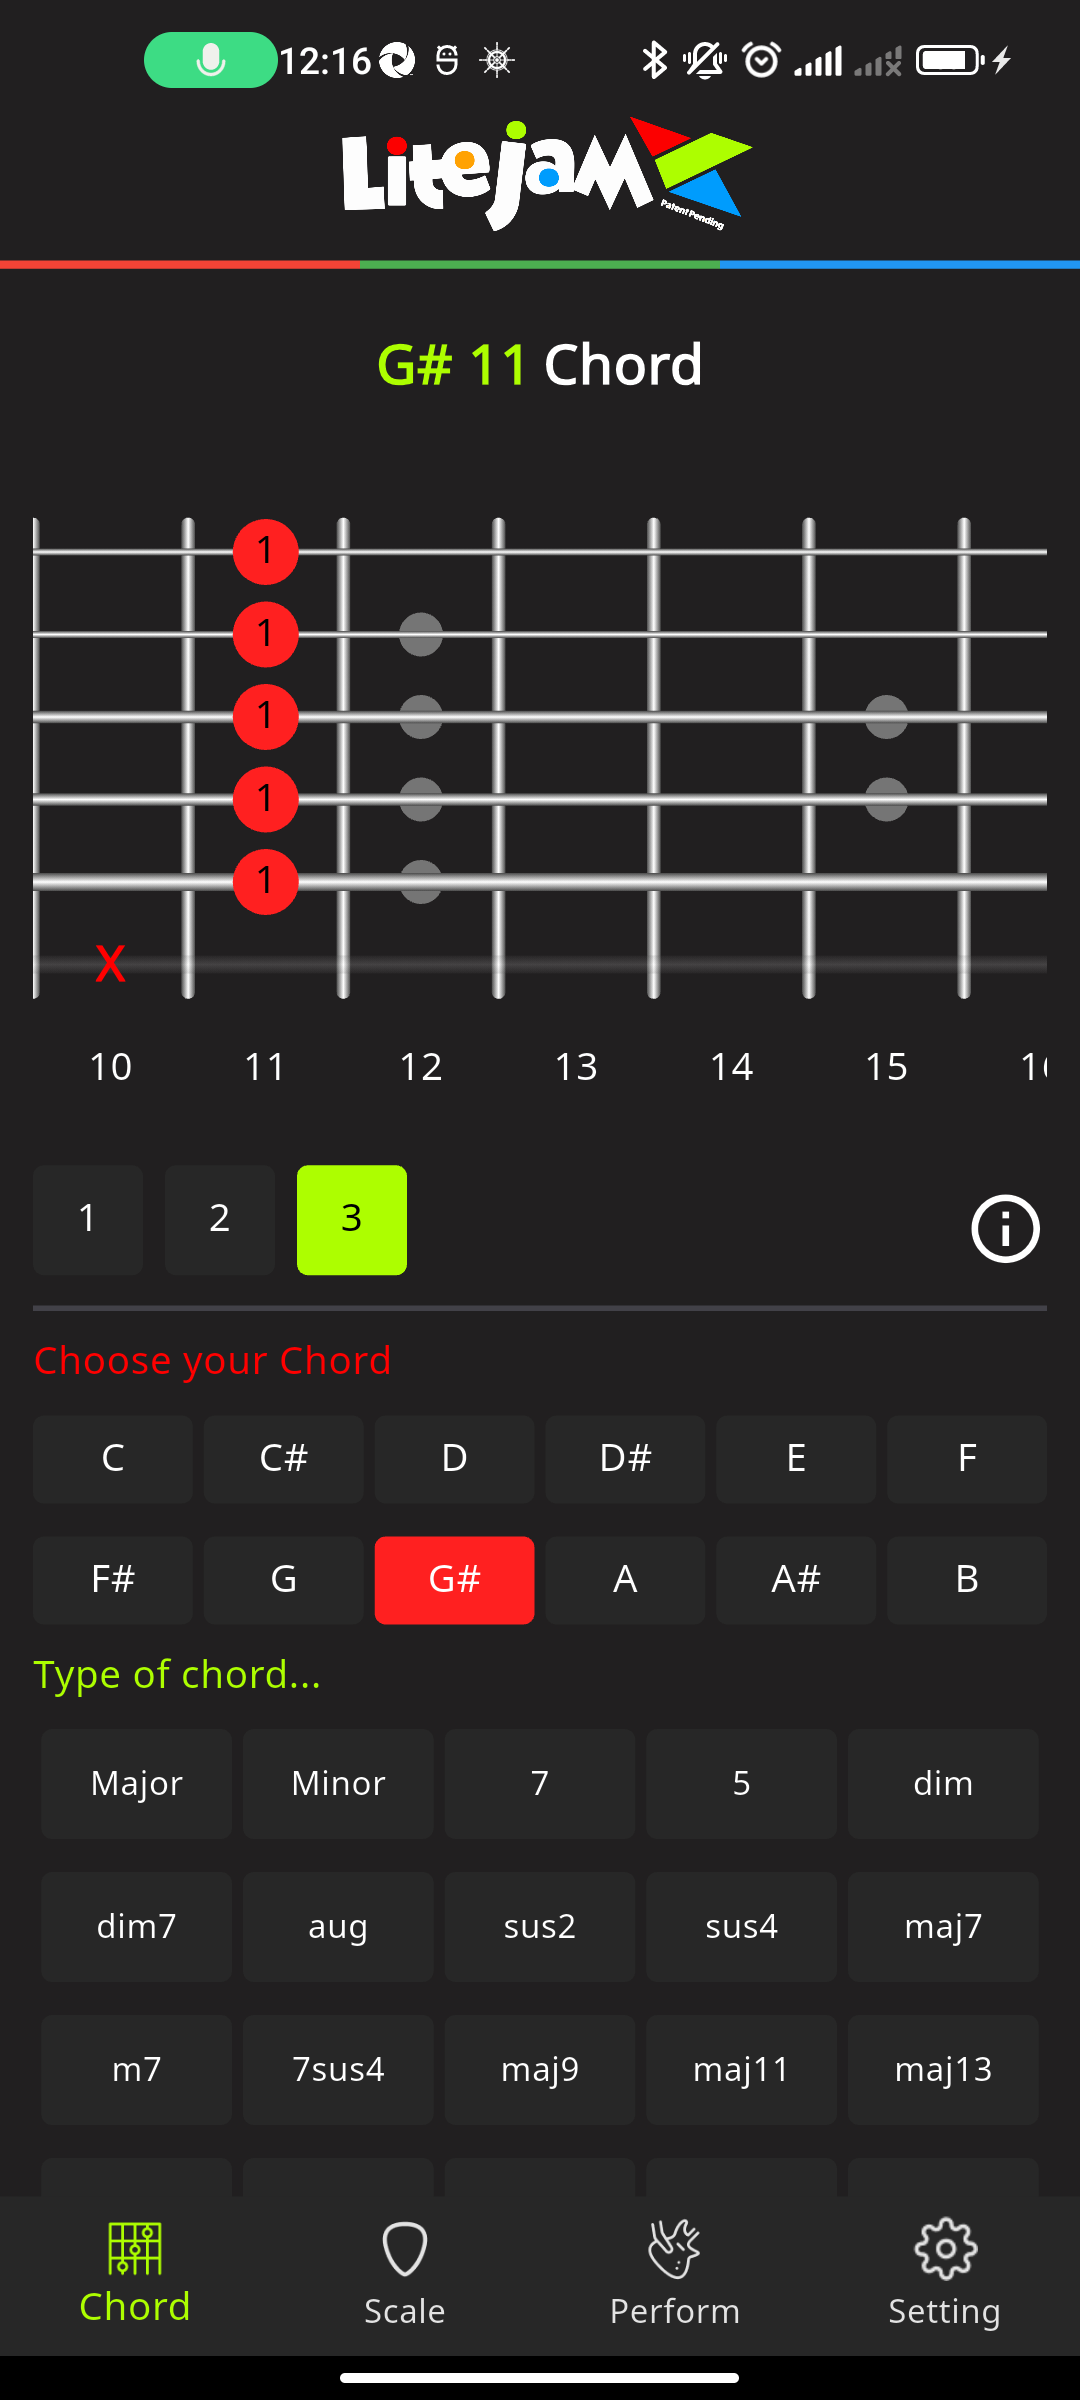 12:16
Litejam
Patent Pending
G# 11 Chord
1
1
1
1
1
X
10 11 12 13 14 15
1 2 3
Choose your Chord
C C# D D# E F
F# G G# A A# B
Type of chord...
Major Minor 7 5 dim
dim7 aug sus2 sus4 maj7
m7 7sus4 maj9 maj11 maj13
Chord Scale Perform Setting